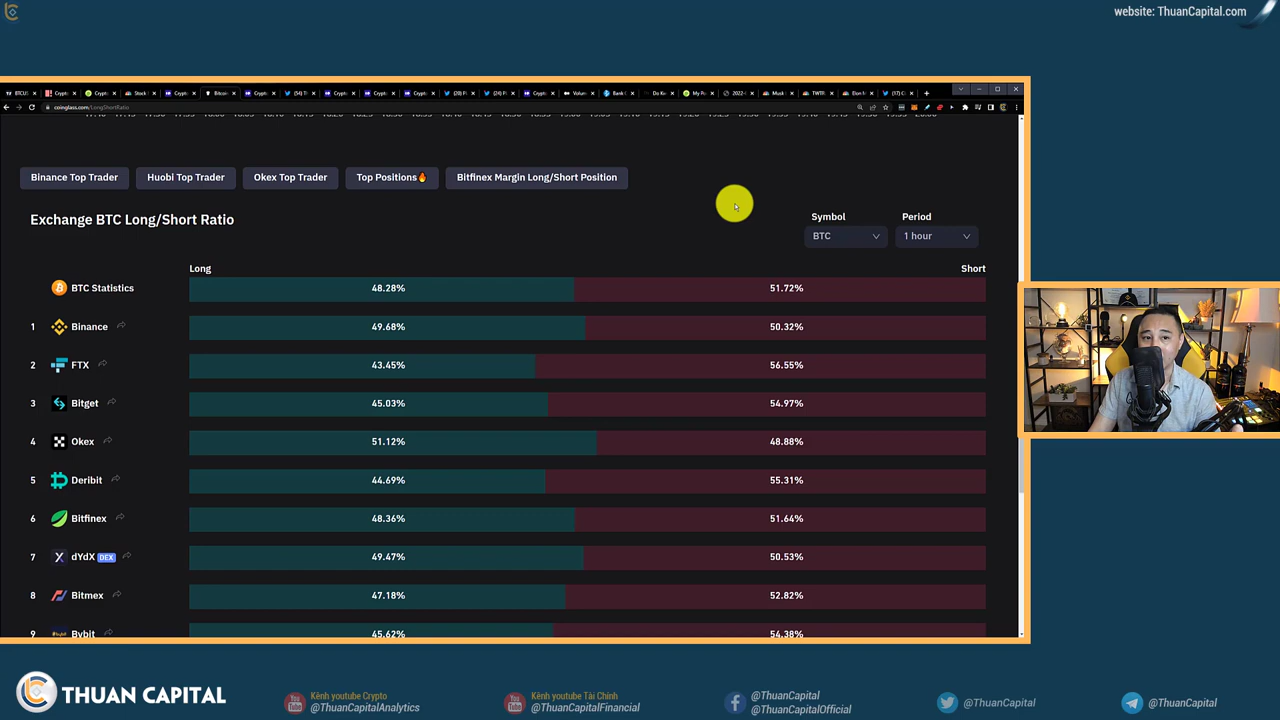 website: ThuanCapital.com
coinglass.com/LongShortRatio
Binance Top Trader
Huobi Top Trader
Okex Top Trader
Top Positions🔥
Bitfinex Margin Long/Short Position
Exchange BTC Long/Short Ratio
Symbol
Period
BTC
1 hour
Long
Short
BTC Statistics
48.28%
51.72%
1
Binance
49.68%
50.32%
2
FTX
43.45%
56.55%
3
Bitget
45.03%
54.97%
4
Okex
51.12%
48.88%
5
Deribit
44.69%
55.31%
6
Bitfinex
48.36%
51.64%
7
dYdX DEX
49.47%
50.53%
8
Bitmex
47.18%
52.82%
9
Bybit
45.62%
54.38%
THUAN CAPITAL
Kênh youtube Crypto
@ThuanCapitalAnalytics
Kênh youtube Tài Chính
@ThuanCapitalFinancial
@ThuanCapital
@ThuanCapitalOfficial
@ThuanCapital
@ThuanCapital